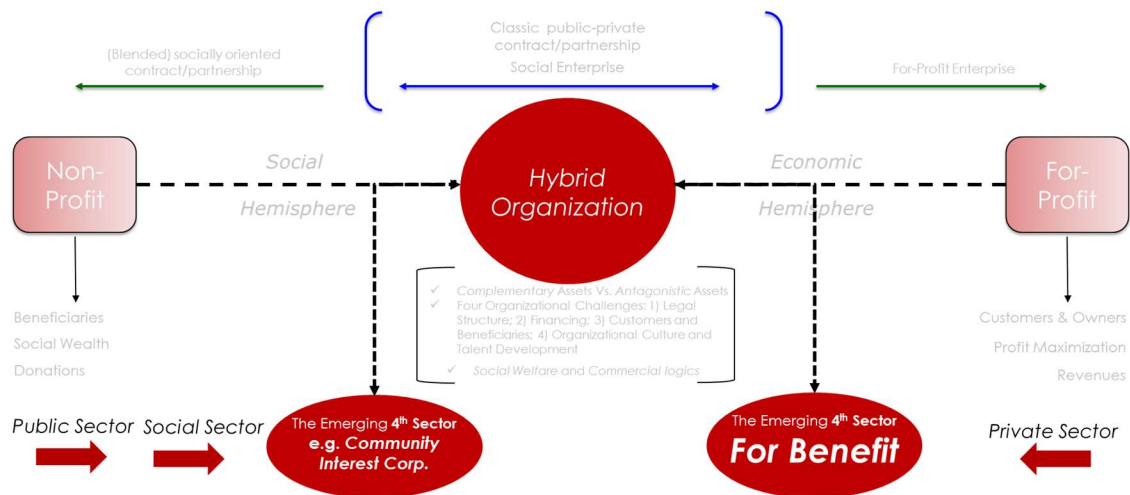 Classic public-private
contract/partnership
Social Enterprise
(Blended) socially oriented
contract/partnership
For-Profit Enterprise
Non-
Profit
Social
Hemisphere
Hybrid
Organization
Economic
Hemisphere
For-
Profit
✓ Complementary Assets Vs. Antagonistic Assets
✓ Four Organizational Challenges: 1) Legal
Structure; 2) Financing; 3) Customers and
Beneficiaries; 4) Organizational Culture and
Talent Development
✓ Social Welfare and Commercial logics
Beneficiaries
Social Wealth
Donations
Customers & Owners
Profit Maximization
Revenues
Public Sector
Social Sector
The Emerging 4th Sector
e.g. Community
Interest Corp.
The Emerging 4th Sector
For Benefit
Private Sector